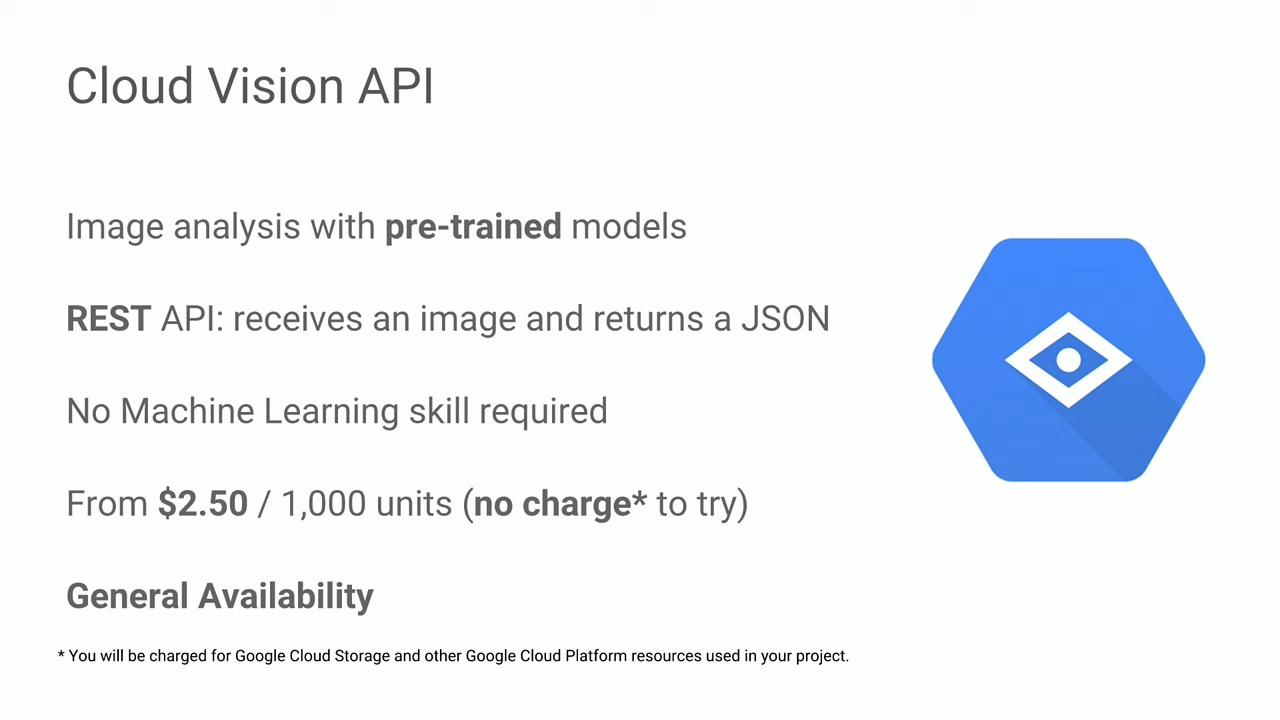 Cloud Vision API
Image analysis with pre-trained models
REST API: receives an image and returns a JSON
No Machine Learning skill required
From $2.50 / 1,000 units (no charge* to try)
General Availability
* You will be charged for Google Cloud Storage and other Google Cloud Platform resources used in your project.